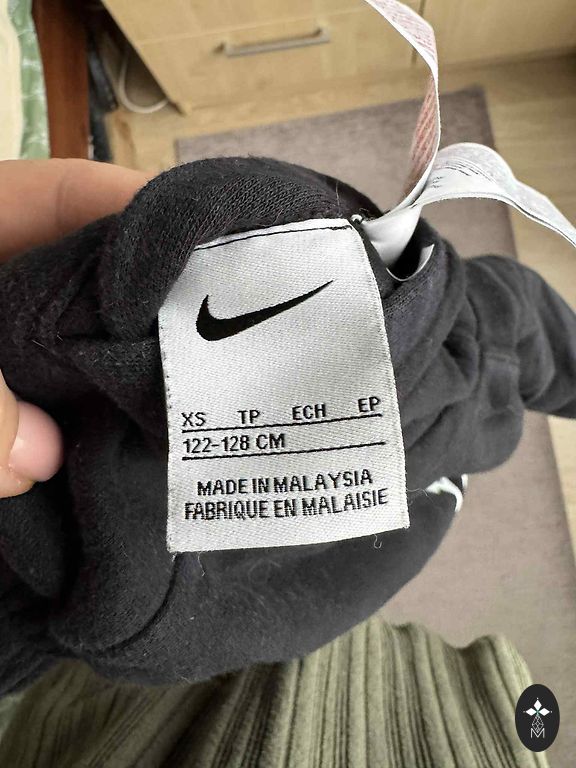 XS TP ECH EP
122-128 CM
MADE IN MALAYSIA
FABRIQUE EN MALAISIE
M